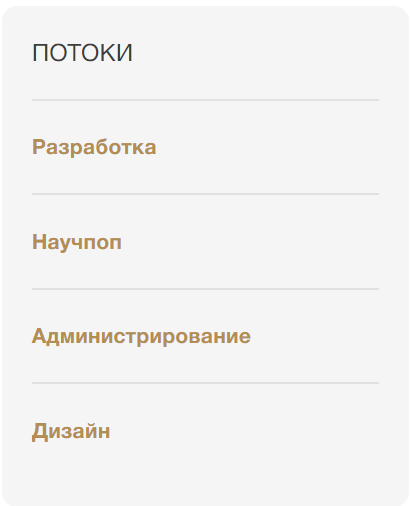 ПОТОКИ
Разработка
Научпоп
Администрирование
Дизайн